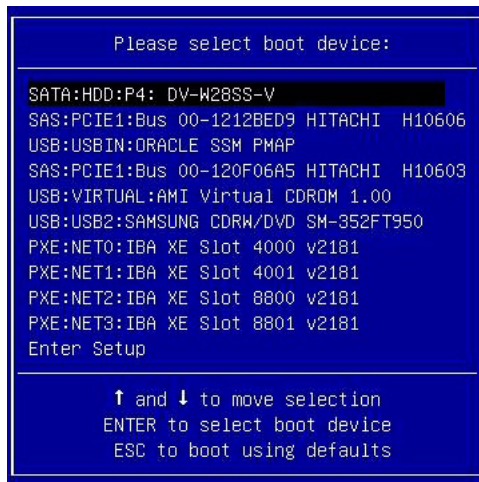 Please select boot device:
SATA:HDD:P4: DV-W28SS-V
SAS:PCIE1:Bus 00-1212BED9 HITACHI H10606
USB:USBIN:ORACLE SSM PMAP
SAS:PCIE1:Bus 00-120F06A5 HITACHI H10603
USB:VIRTUAL:AMI Virtual CDROM 1.00
USB:USB2:SAMSUNG CDRW/DVD SM-352FT950
PXE:NET0:IBA XE Slot 4000 v2181
PXE:NET1:IBA XE Slot 4001 v2181
PXE:NET2:IBA XE Slot 8800 v2181
PXE:NET3:IBA XE Slot 8801 v2181
Enter Setup
↑ and ↓ to move selection
ENTER to select boot device
ESC to boot using defaults